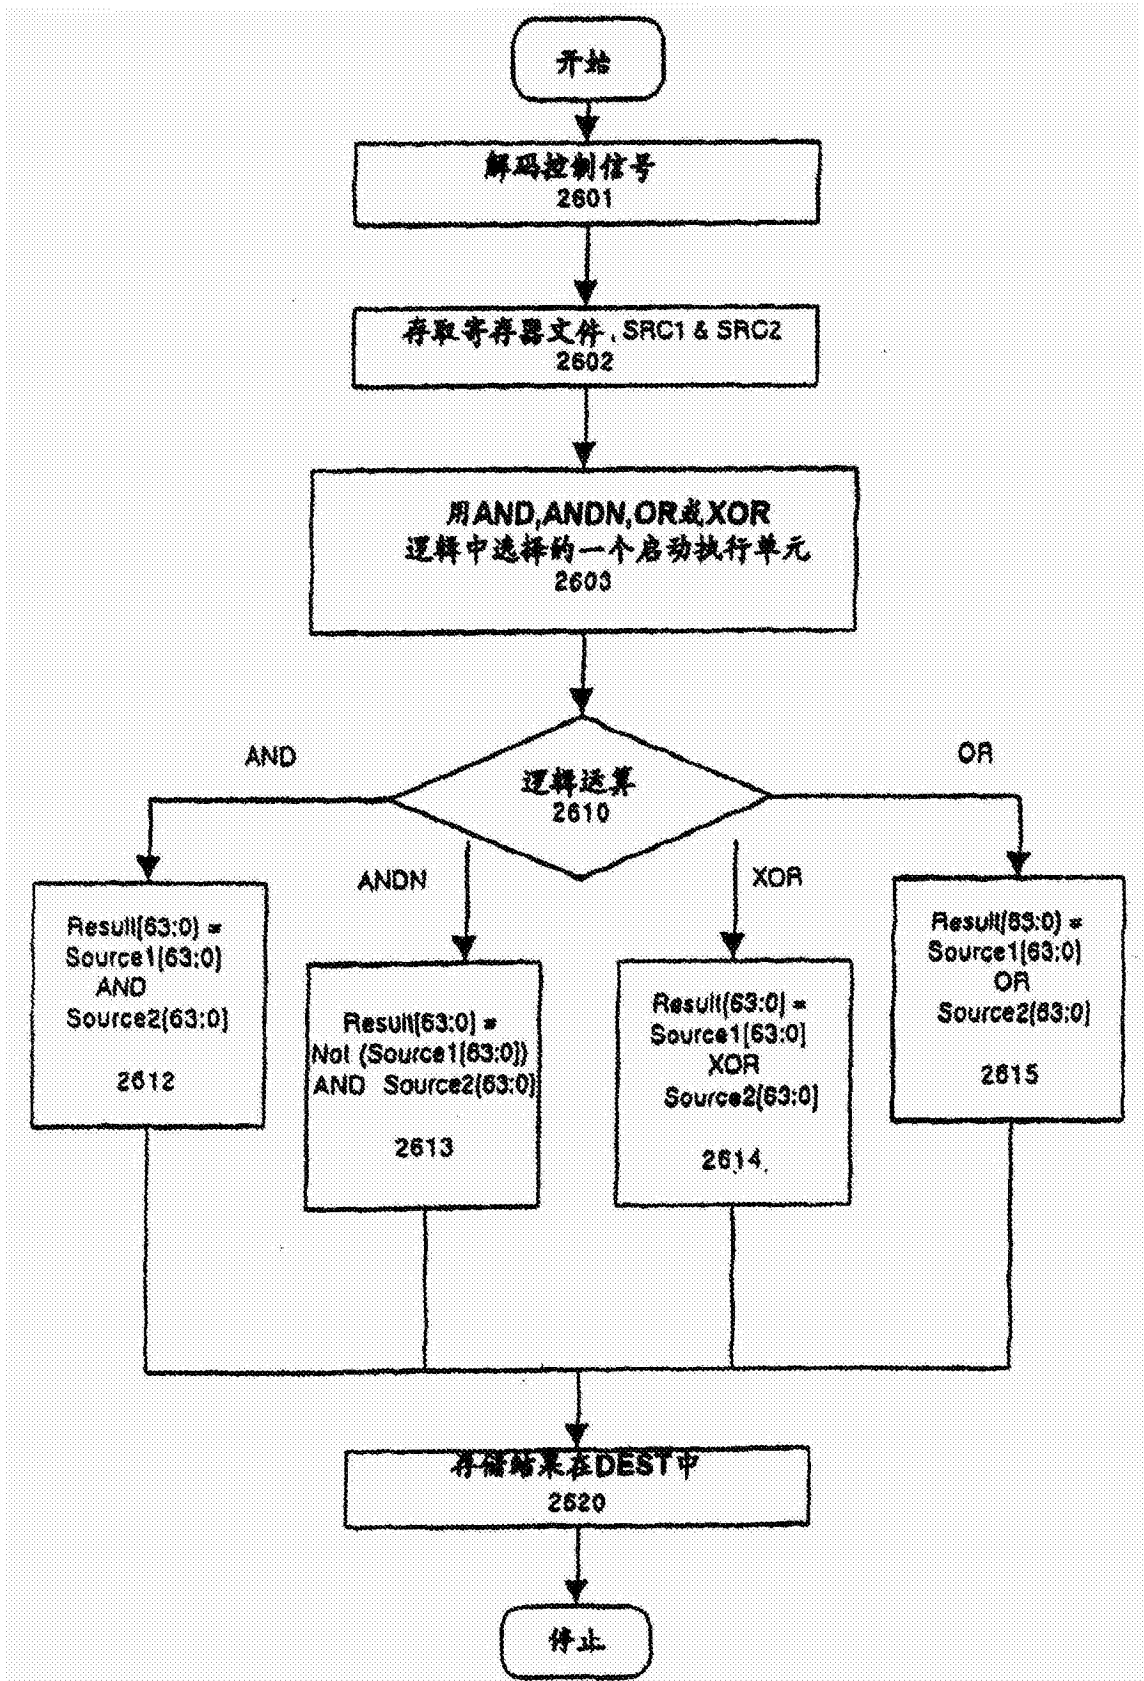 开始
解码控制信号
2601
存取寄存器文件, SRC1 & SRC2
2602
用AND,ANDN,OR或XOR
逻辑中选择的一个启动执行单元
2603
逻辑运算
2610
AND
OR
ANDN
XOR
Result(63:0) =
Source1(63:0)
AND
Source2(63:0)
2612
Result(63:0) =
Not (Source1(63:0))
AND Source2(63:0)
2613
Result(63:0) =
Source1(63:0)
XOR
Source2(63:0)
2614
Result(63:0) =
Source1(63:0)
OR
Source2(63:0)
2615
存储结果在DEST中
2620
停止